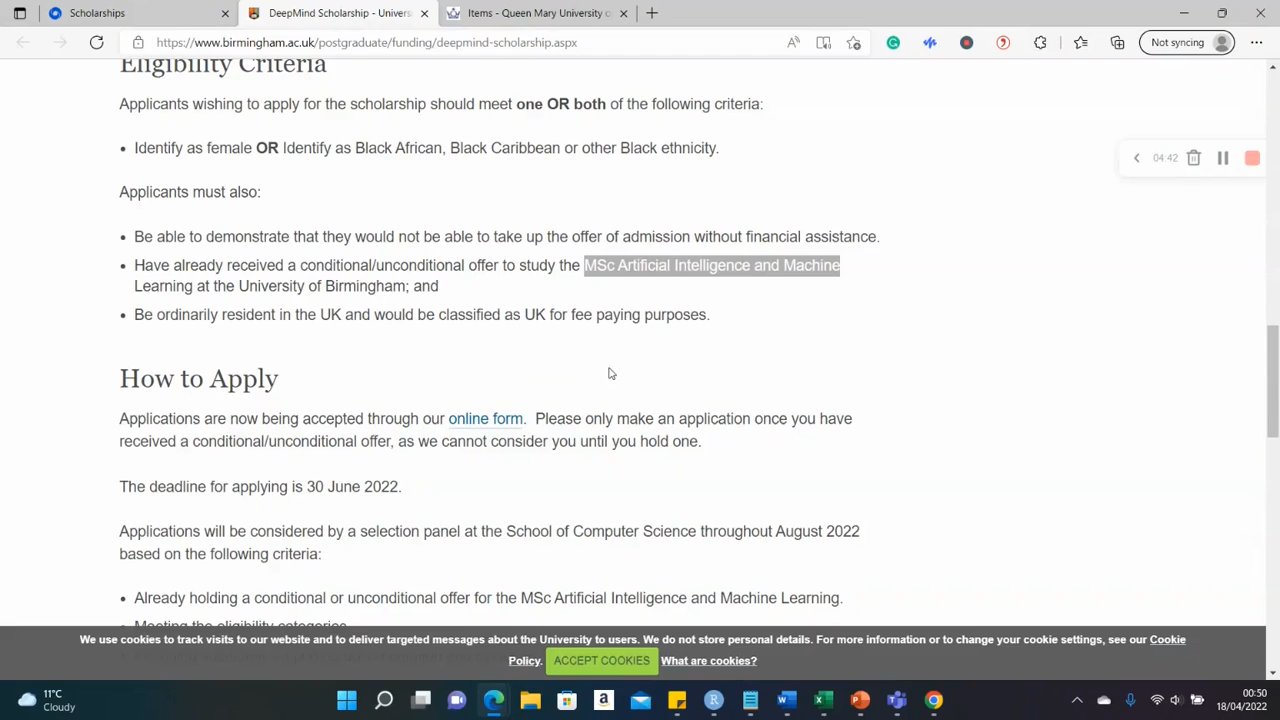 Scholarships
DeepMind Scholarship - Univers
Items - Queen Mary University o
https://www.birmingham.ac.uk/postgraduate/funding/deepmind-scholarship.aspx
Not syncing
Eligibility Criteria
Applicants wishing to apply for the scholarship should meet one OR both of the following criteria:
• Identify as female OR Identify as Black African, Black Caribbean or other Black ethnicity.
04:42
Applicants must also:
• Be able to demonstrate that they would not be able to take up the offer of admission without financial assistance.
• Have already received a conditional/unconditional offer to study the MSc Artificial Intelligence and Machine
Learning at the University of Birmingham; and
• Be ordinarily resident in the UK and would be classified as UK for fee paying purposes.
How to Apply
Applications are now being accepted through our online form. Please only make an application once you have
received a conditional/unconditional offer, as we cannot consider you until you hold one.
The deadline for applying is 30 June 2022.
Applications will be considered by a selection panel at the School of Computer Science throughout August 2022
based on the following criteria:
• Already holding a conditional or unconditional offer for the MSc Artificial Intelligence and Machine Learning.
• Meeting the eligibility categories
We use cookies to track visits to our website and to deliver targeted messages about the University to users. We do not store personal details. For more information or to change your cookie settings, see our Cookie
Policy. ACCEPT COOKIES What are cookies?
11°C
Cloudy
00:50
18/04/2022